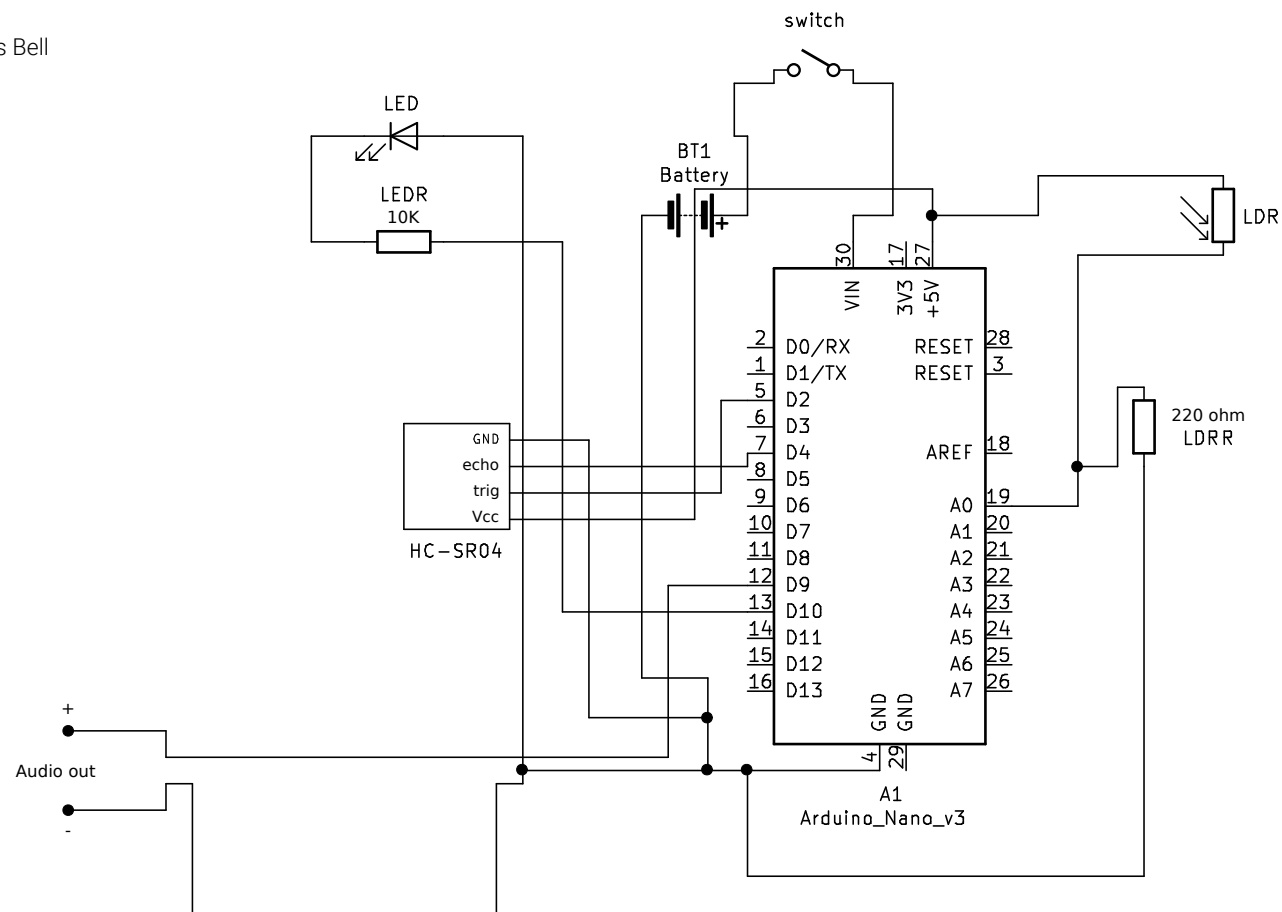 switch
s Bell
LED
BT1
Battery
LEDR
10K
+
LDR
30
17
27
VIN
3V3
+5V
2 D0/RX
RESET 28
1 D1/TX
RESET 3
5 D2
6 D3
220 ohm
LDRR
GND
7 D4
AREF 18
echo
8 D5
trig
9 D6
A0 19
Vcc
10 D7
A1 20
HC-SR04
11 D8
A2 21
12 D9
A3 22
13 D10
A4 23
14 D11
A5 24
15 D12
A6 25
16 D13
A7 26
GND
GND
+
4
29
Audio out
A1
Arduino_Nano_v3
-